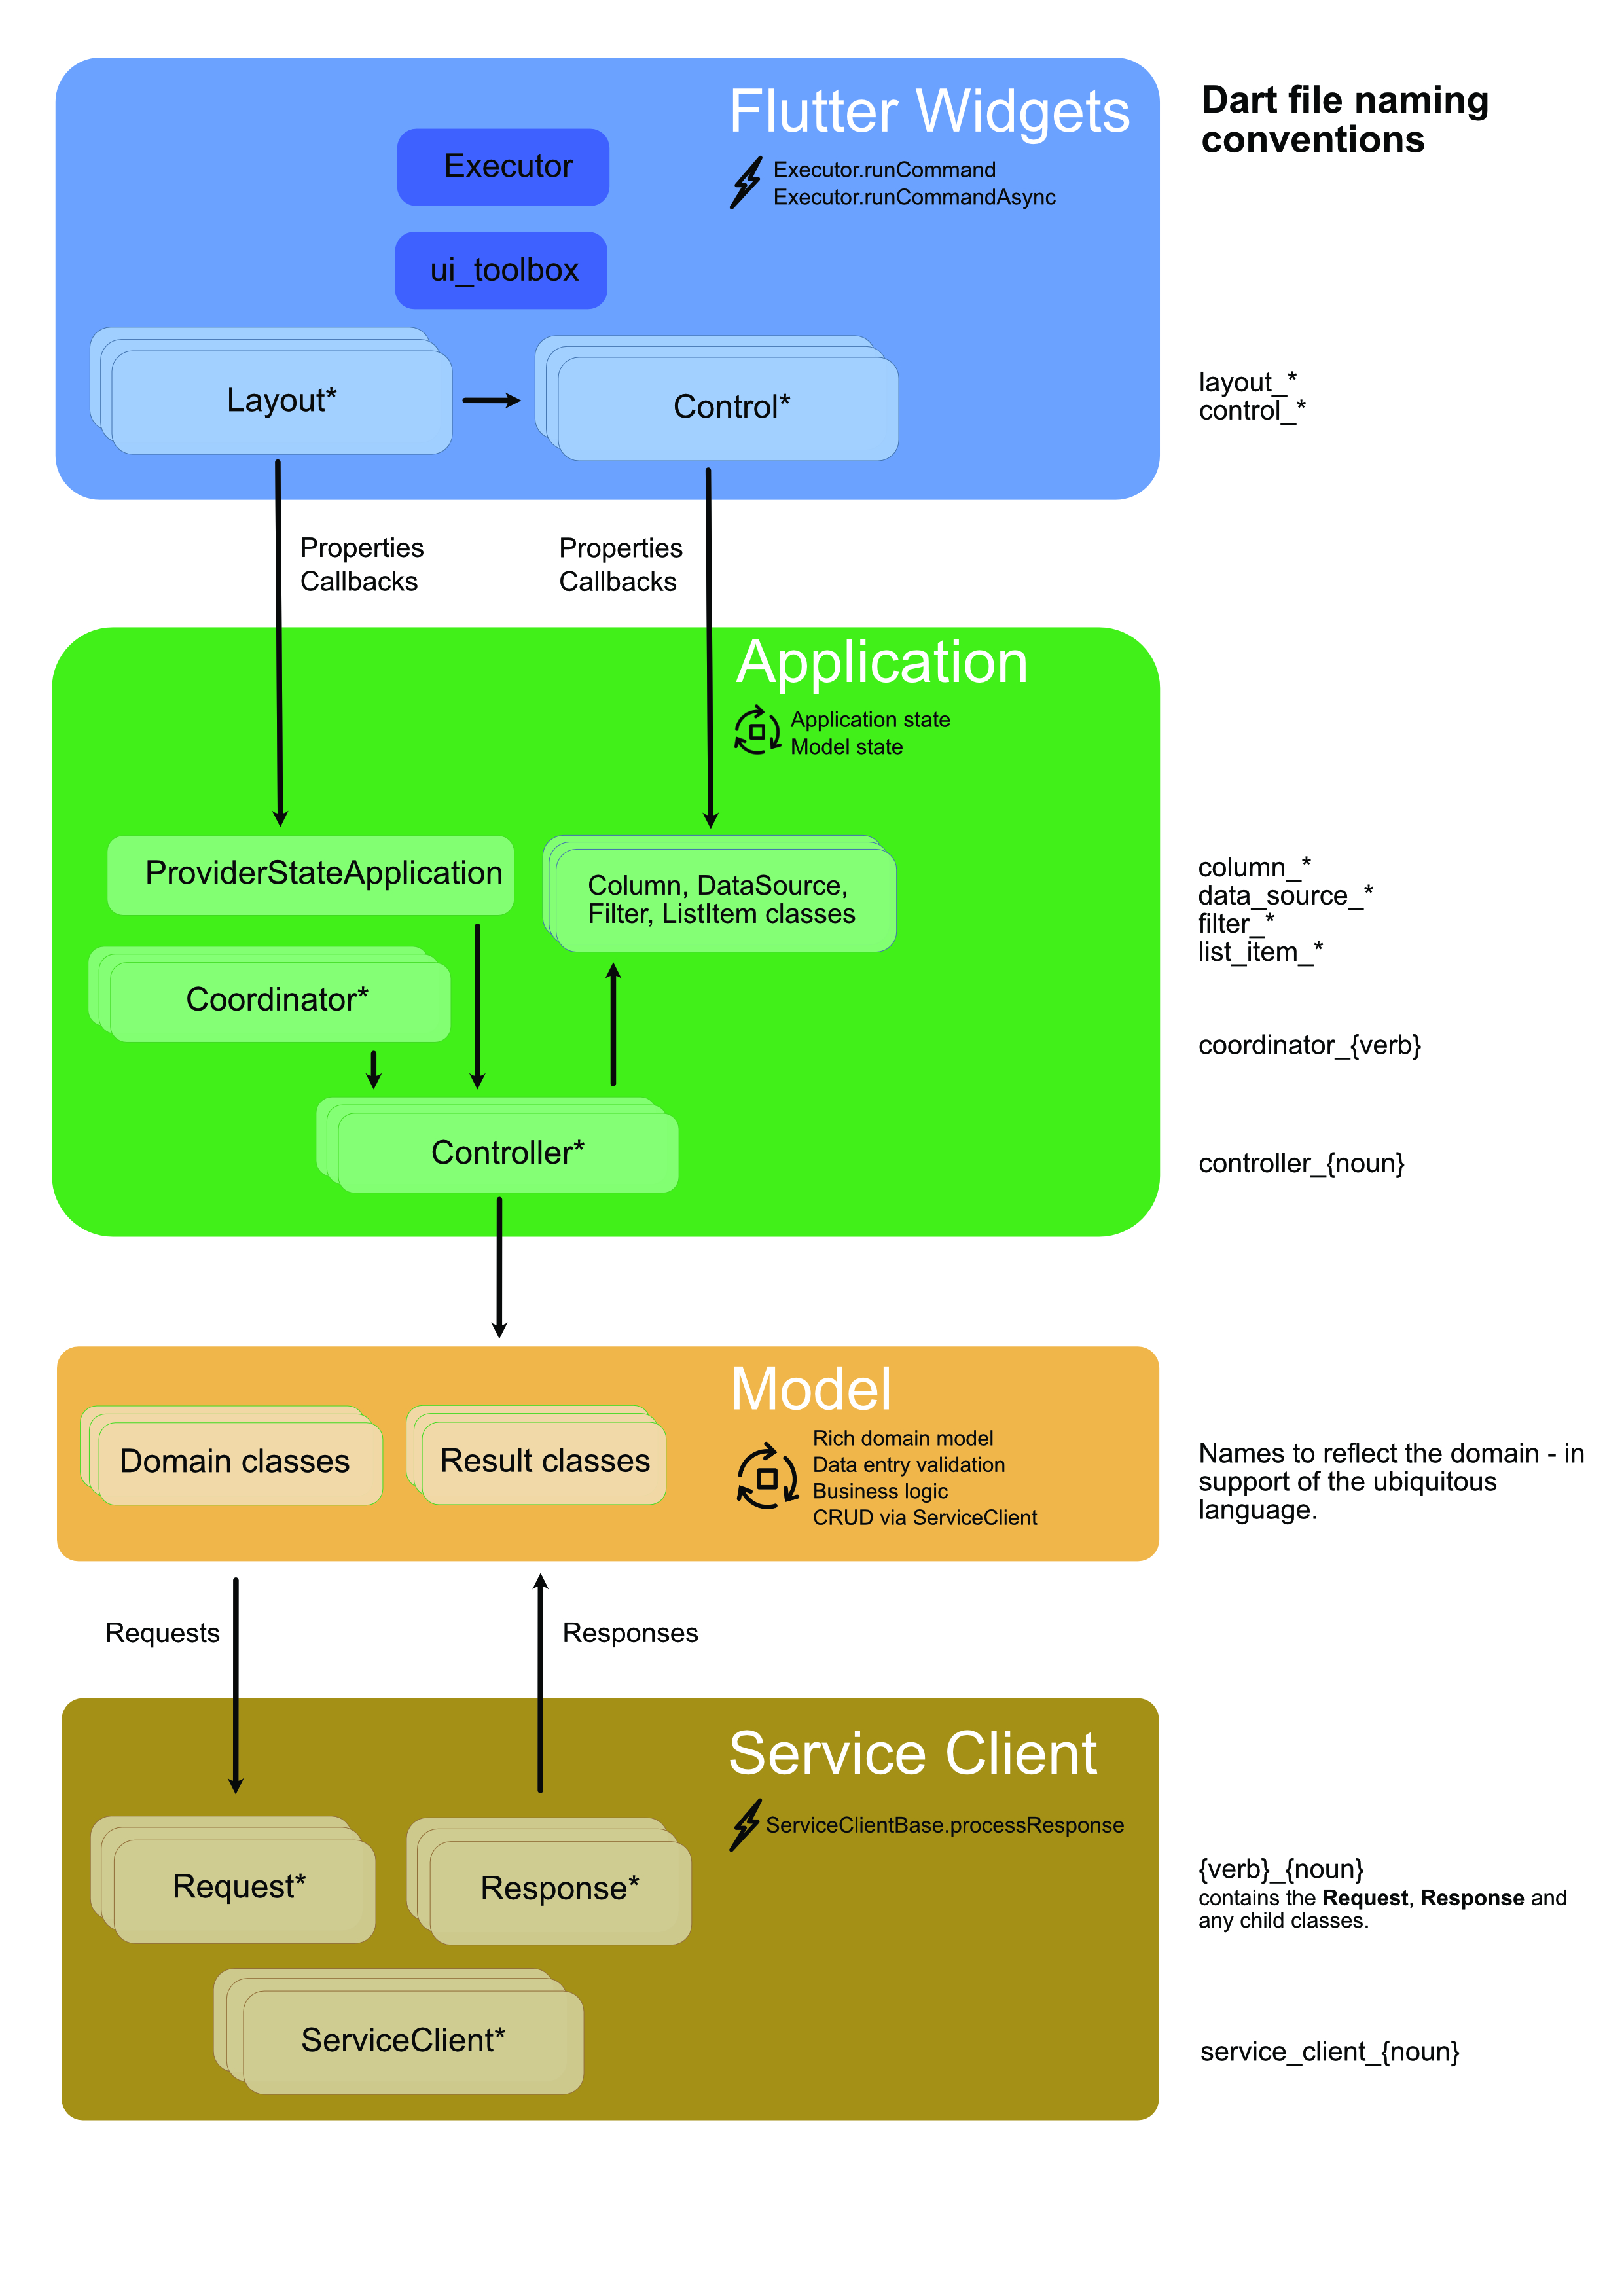 Flutter Widgets
Dart file naming
conventions
Executor
Executor.runCommand
Executor.runCommandAsync
ui_toolbox
Layout*
Control*
layout_*
control_*
Properties
Callbacks
Properties
Callbacks
Application
Application state
Model state
ProviderStateApplication
Column, DataSource,
Filter, ListItem classes
column_*
data_source_*
filter_*
list_item_*
Coordinator*
coordinator_{verb}
Controller*
controller_{noun}
Model
Domain classes
Result classes
Rich domain model
Data entry validation
Business logic
CRUD via ServiceClient
Names to reflect the domain - in
support of the ubiquitous
language.
Requests
Responses
Service Client
ServiceClientBase.processResponse
Request*
Response*
{verb}_{noun}
contains the Request, Response and
any child classes.
ServiceClient*
service_client_{noun}